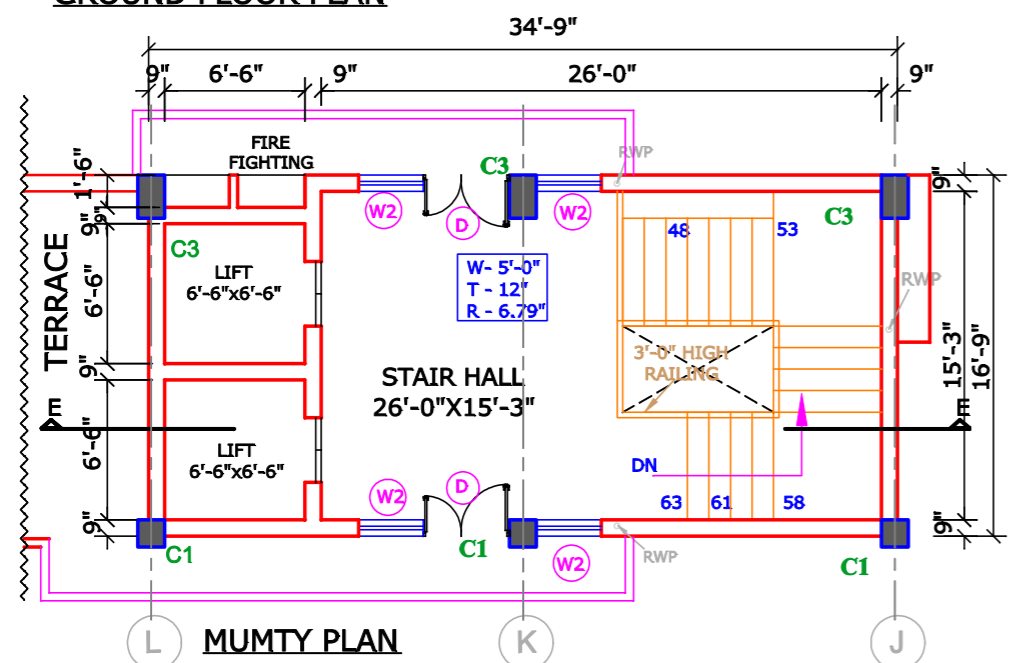 GROUND FLOOR PLAN
34'-9"
9"
6'-6"
9"
26'-0"
9"
FIRE
FIGHTING
C3
RWP
1'-6"
9"
W2
D
W2
C3
48
53
9"
C3
TERRACE
LIFT
6'-6"x6'-6"
6'-6"
W- 5'-0"
T - 12"
R - 6.79"
RWP
3'-0" HIGH
RAILING
9"
STAIR HALL
26'-0"X15'-3"
15'-3"
16'-9"
E
E
LIFT
6'-6"x6'-6"
6'-6"
DN
W2
D
63
61
58
9"
9"
C1
C1
W2
RWP
C1
L
MUMTY PLAN
K
J